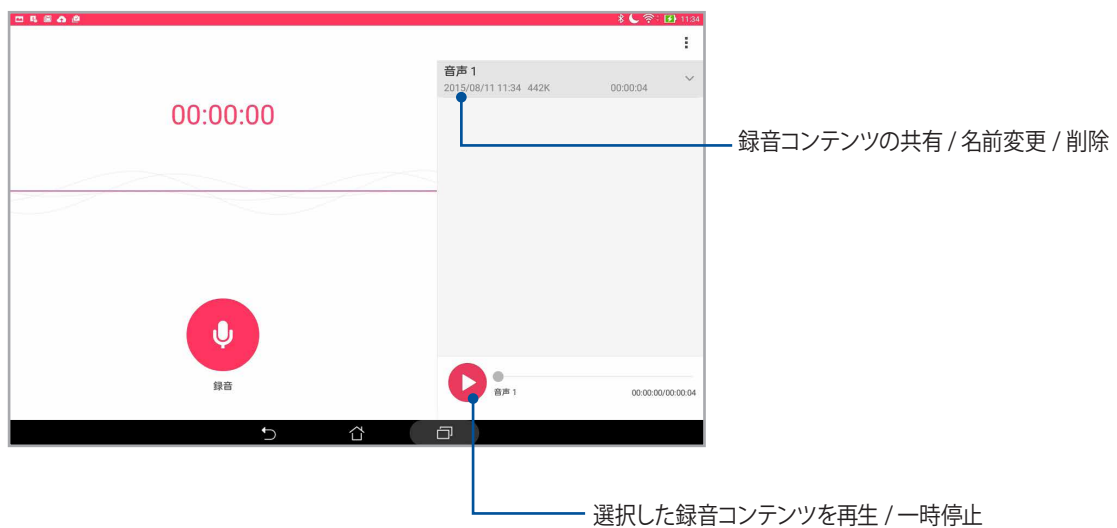 11:34
音声 1
2015/08/11 11:34 442K 00:00:04
00:00:00
録音コンテンツの共有 / 名前変更 / 削除
録音
音声 1 00:00:00/00:00:04
選択した録音コンテンツを再生 / 一時停止